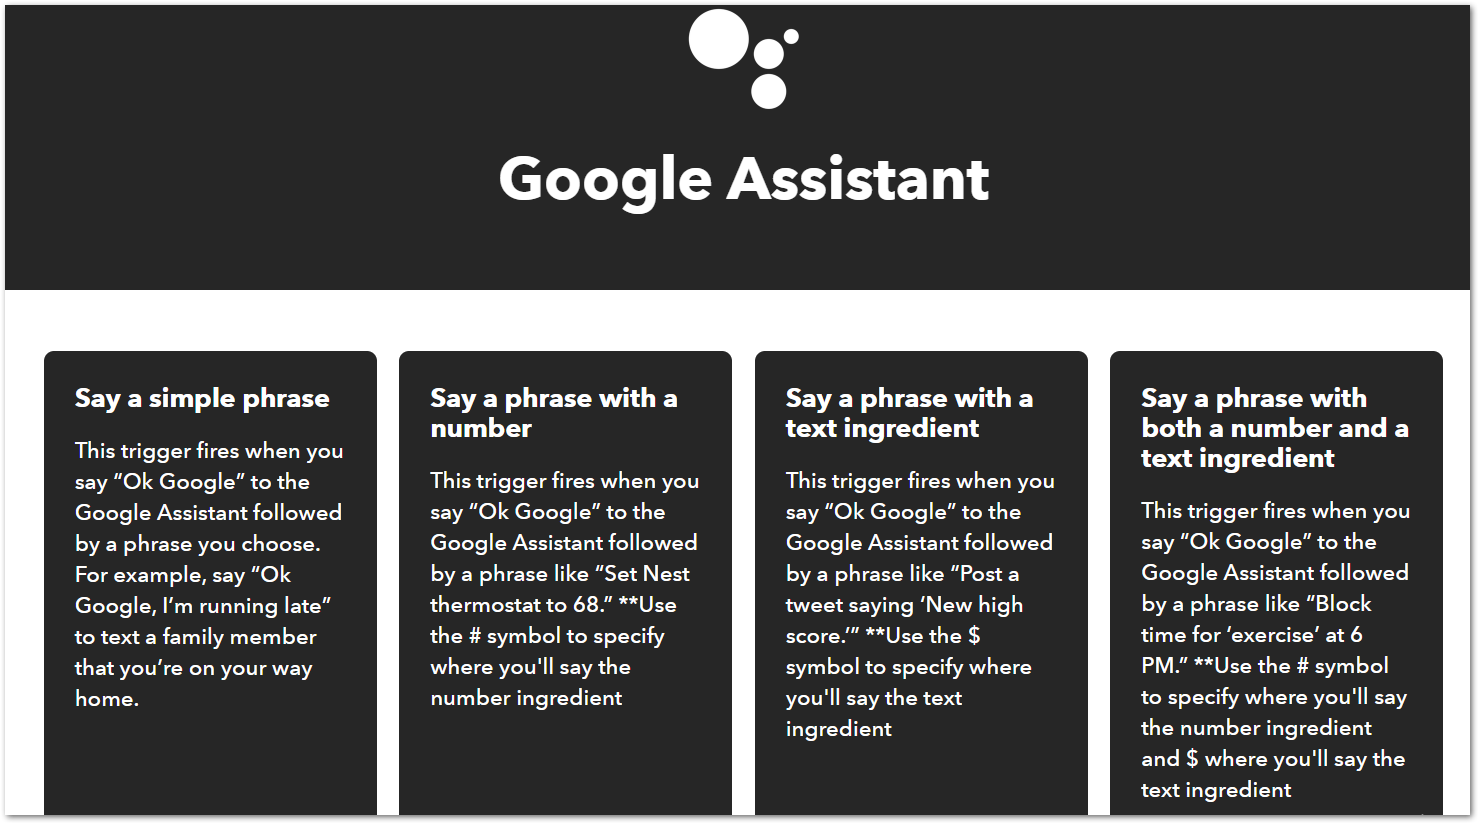 Google Assistant
Say a simple phrase
This trigger fires when you
say “Ok Google” to the
Google Assistant followed
by a phrase you choose.
For example, say “Ok
Google, I’m running late”
to text a family member
that you’re on your way
home.
Say a phrase with a
number
This trigger fires when you
say “Ok Google” to the
Google Assistant followed
by a phrase like “Set Nest
thermostat to 68.” **Use
the # symbol to specify
where you'll say the
number ingredient
Say a phrase with a
text ingredient
This trigger fires when you
say “Ok Google” to the
Google Assistant followed
by a phrase like “Post a
tweet saying ‘New high
score.’” **Use the $
symbol to specify where
you'll say the text
ingredient
Say a phrase with
both a number and a
text ingredient
This trigger fires when you
say “Ok Google” to the
Google Assistant followed
by a phrase like “Block
time for ‘exercise’ at 6
PM.” **Use the # symbol
to specify where you'll say
the number ingredient
and $ where you'll say the
text ingredient